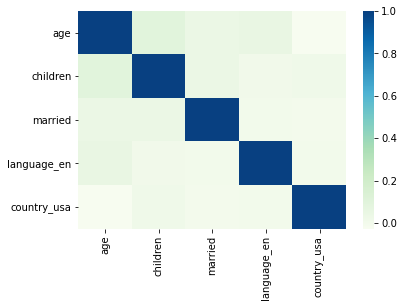 age
children
married
language_en
country_usa
age
children
married
language_en
country_usa
1.0
0.8
0.6
0.4
0.2
0.0